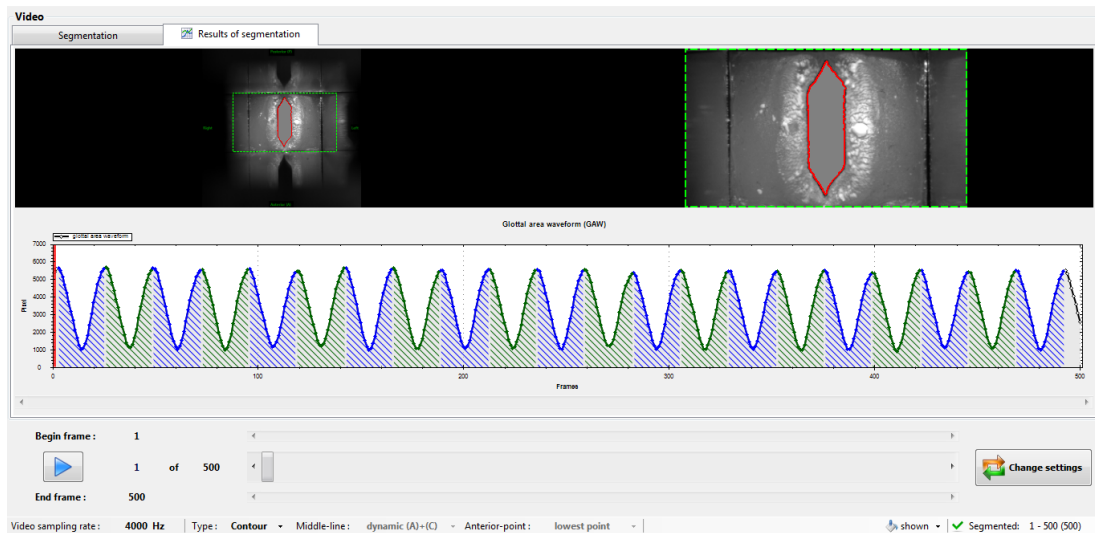 Video
Segmentation
Results of segmentation
Right
Left
Glottal area waveform (GAW)
glottal area waveform
7000
6000
5000
4000
3000
2000
1000
0
Pixel
0 100 200 300 400 500
Frames
Begin frame : 1
1 of 500
Change settings
End frame : 500
Video sampling rate : 4000 Hz Type : Contour Middle-line : dynamic (A)+(C) Anterior-point : lowest point shown Segmented: 1 - 500 (500)